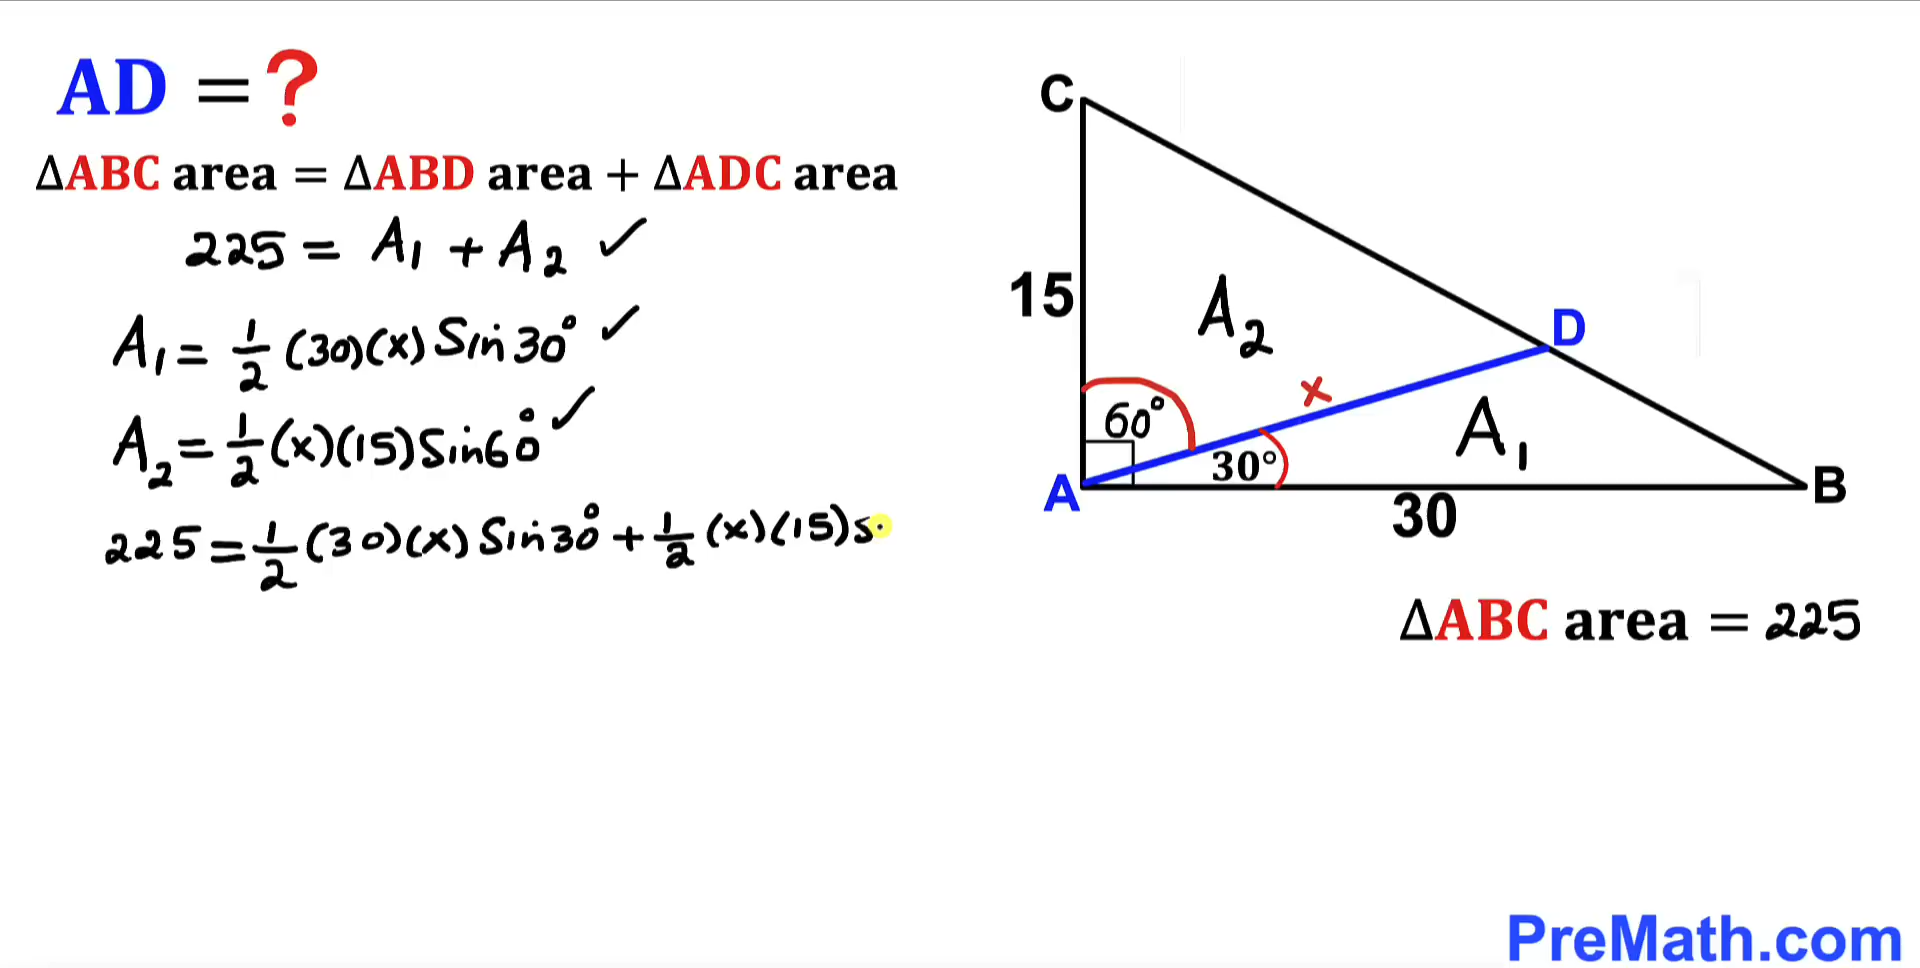 AD = ?
ΔABC area = ΔABD area + ΔADC area
225 = A₁ + A₂ ✓
A₁ = 1/2 (30)(x) Sin 30° ✓
A₂ = 1/2 (x)(15) Sin 60° ✓
225 = 1/2 (30)(x) Sin 30° + 1/2 (x)(15) s
C
15
A₂
D
x
60°
A₁
30°
A
B
30
ΔABC area = 225
PreMath.com